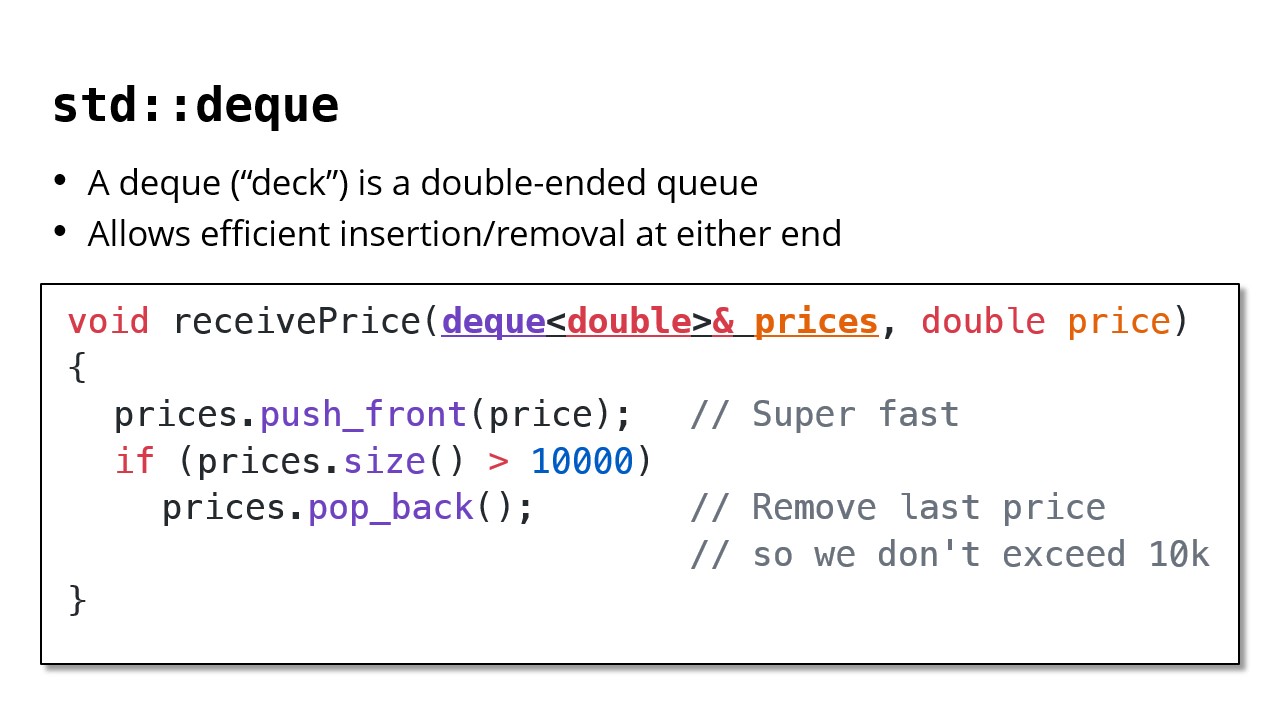 std::deque
• A deque (“deck”) is a double-ended queue
• Allows efficient insertion/removal at either end
void receivePrice(deque<double>& prices, double price)
{
prices.push_front(price); // Super fast
if (prices.size() > 10000)
prices.pop_back(); // Remove last price
// so we don't exceed 10k
}